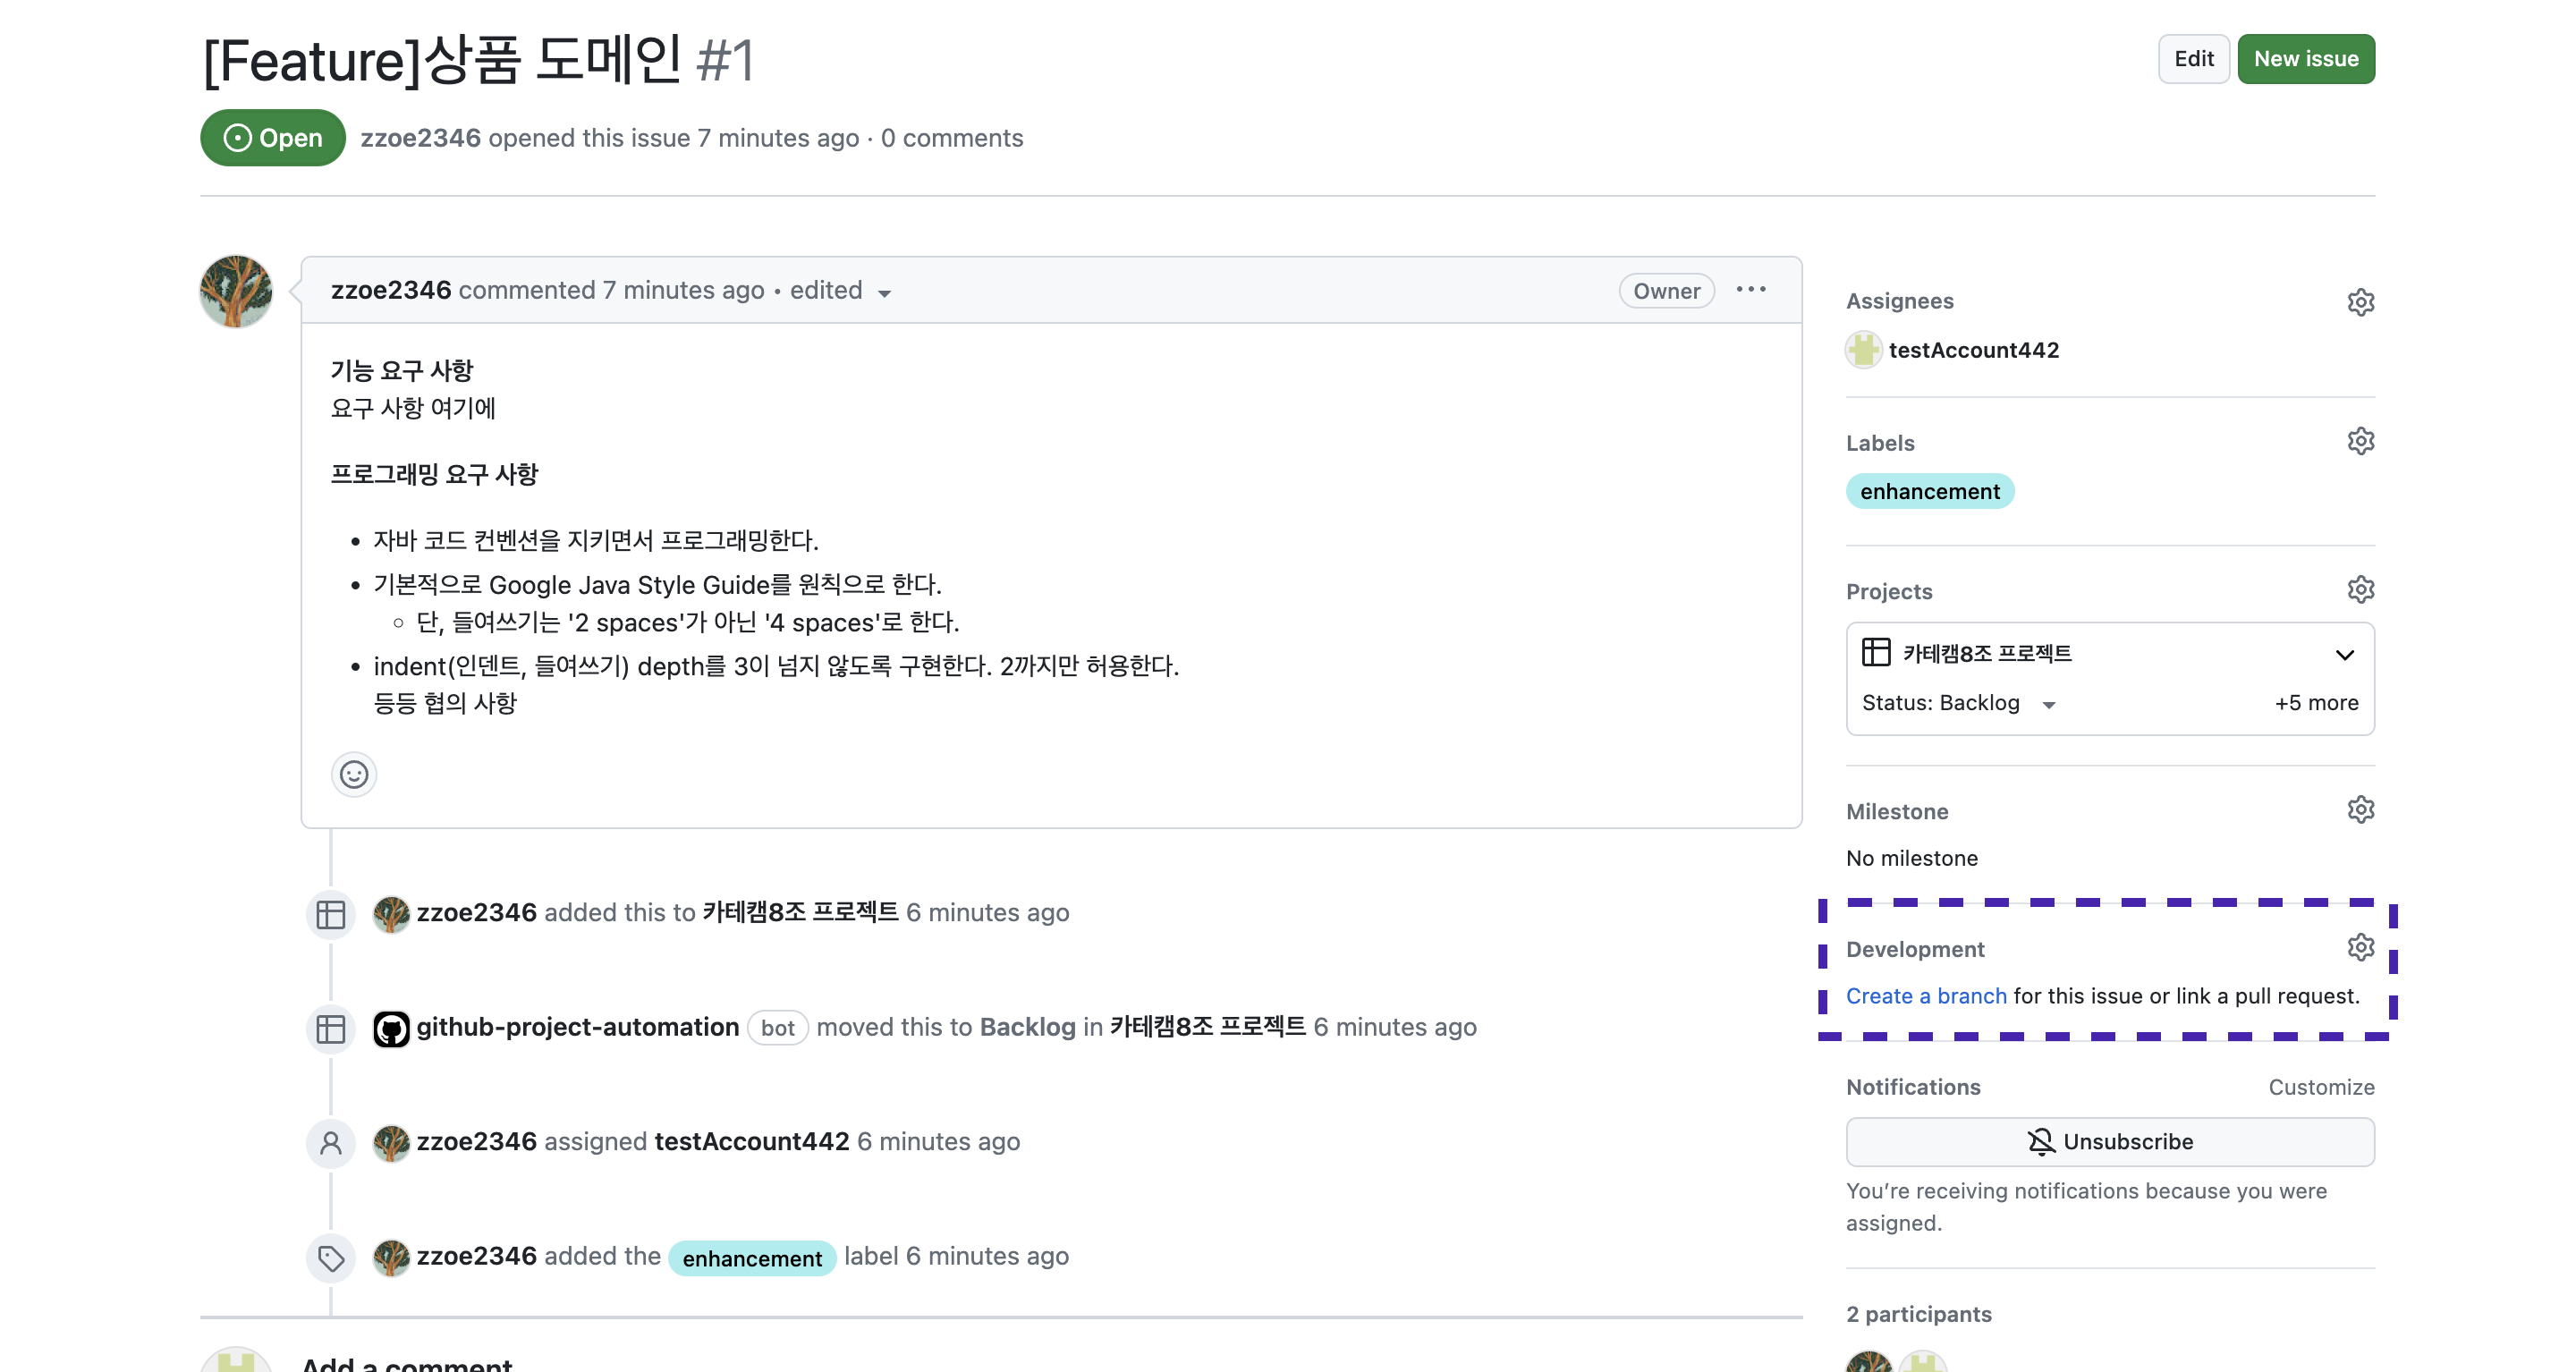 [Feature]상품 도메인 #1
Edit
New issue
Open
zzoe2346 opened this issue 7 minutes ago · 0 comments
zzoe2346 commented 7 minutes ago • edited
Owner
기능 요구 사항
요구 사항 여기에
프로그래밍 요구 사항
자바 코드 컨벤션을 지키면서 프로그래밍한다.
기본적으로 Google Java Style Guide를 원칙으로 한다.
단, 들여쓰기는 '2 spaces'가 아닌 '4 spaces'로 한다.
indent(인덴트, 들여쓰기) depth를 3이 넘지 않도록 구현한다. 2까지만 허용한다.
등등 협의 사항
zzoe2346 added this to 카테캠8조 프로젝트 6 minutes ago
github-project-automation bot moved this to Backlog in 카테캠8조 프로젝트 6 minutes ago
zzoe2346 assigned testAccount442 6 minutes ago
zzoe2346 added the enhancement label 6 minutes ago
Add a comment
Assignees
testAccount442
Labels
enhancement
Projects
카테캠8조 프로젝트
Status: Backlog
+5 more
Milestone
No milestone
Development
Create a branch for this issue or link a pull request.
Notifications
Customize
Unsubscribe
You’re receiving notifications because you were
assigned.
2 participants